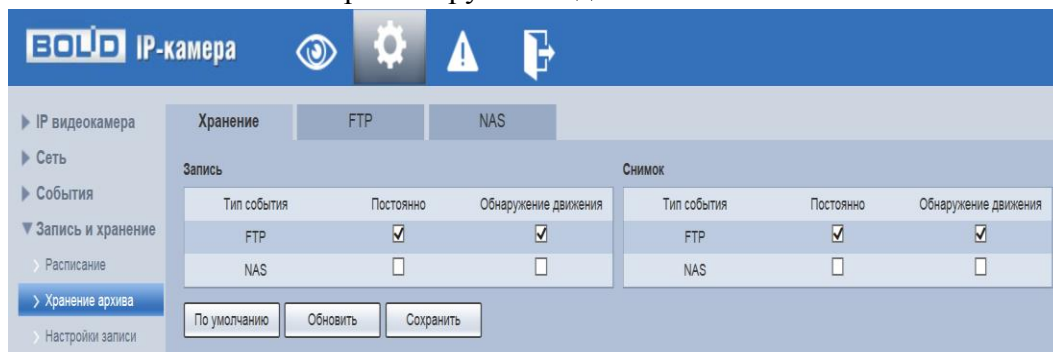 BOLID IP-камера
IP видеокамера
Сеть
События
Запись и хранение
Расписание
Хранение архива
Настройки записи
Хранение FTP NAS
Запись
Тип события Постоянно Обнаружение движения
FTP
NAS
Снимок
Тип события Постоянно Обнаружение движения
FTP
NAS
По умолчанию Обновить Сохранить